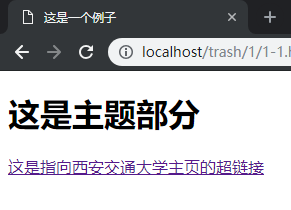 这是一个例子
localhost/trash/1/1-1.h
这是主题部分
这是指向西安交通大学主页的超链接